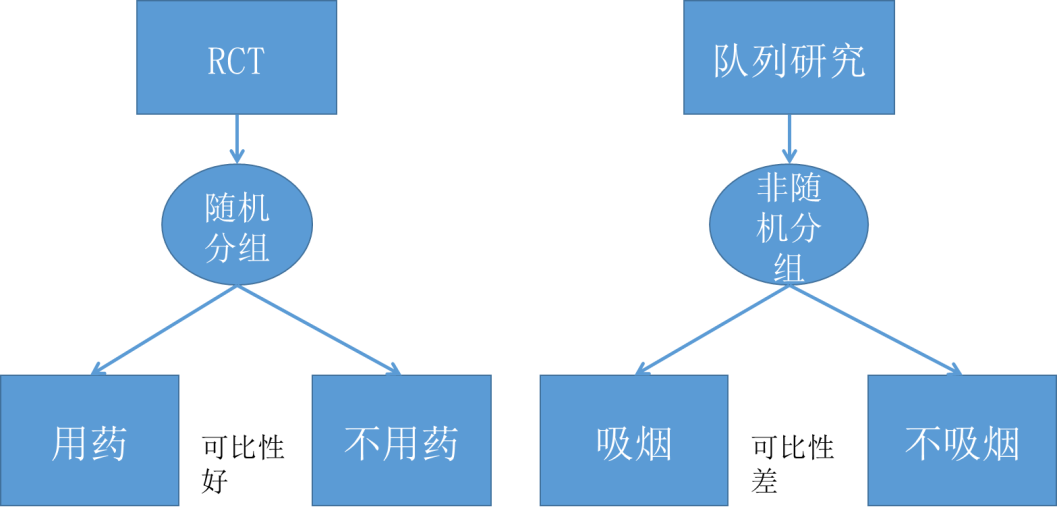 RCT
随机
分组
用药
可比性
好
不用药
队列研究
非随
机分
组
吸烟
可比性
差
不吸烟